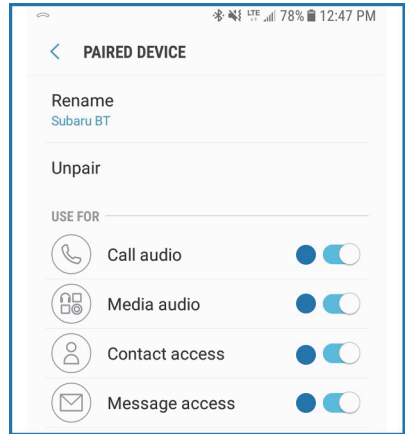 LTE 78% 12:47 PM
PAIRED DEVICE
Rename
Subaru BT
Unpair
USE FOR
Call audio
Media audio
Contact access
Message access